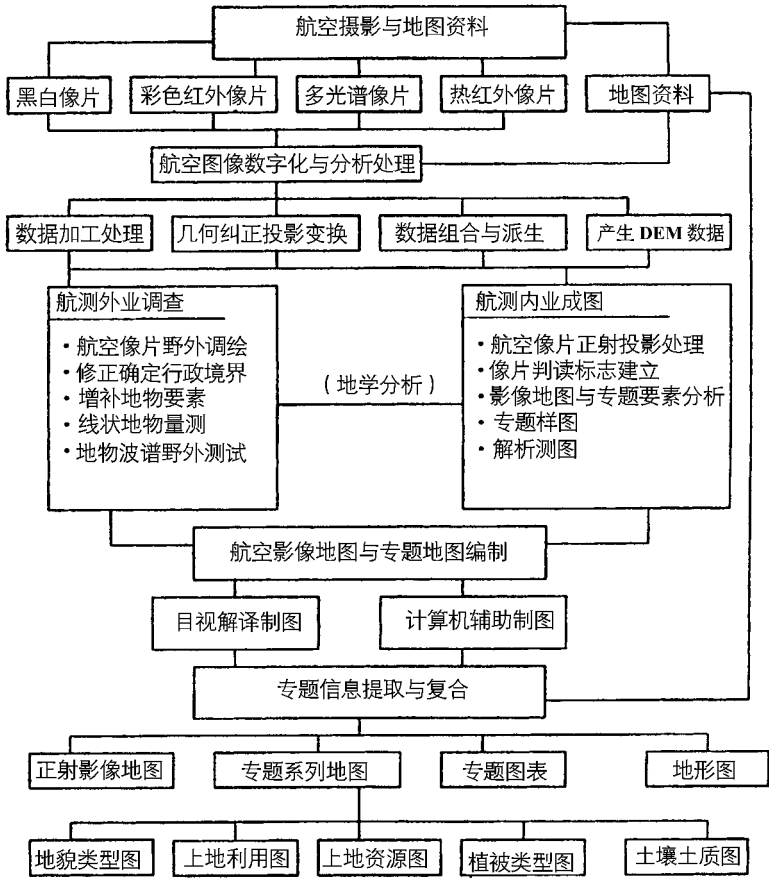 航空摄影与地图资料
黑白像片
彩色红外像片
多光谱像片
热红外像片
地图资料
航空图像数字化与分析处理
数据加工处理
几何纠正投影变换
数据组合与派生
产生 DEM 数据
航测外业调查
·航空像片野外调绘
·修正确定行政境界
·增补地物要素
·线状地物量测
·地物波谱野外测试
（地学分析）
航测内业成图
·航空像片正射投影处理
·像片判读标志建立
·影像地图与专题要素分析
·专题样图
·解析测图
航空影像地图与专题地图编制
目视解译制图
计算机辅助制图
专题信息提取与复合
正射影像地图
专题系列地图
专题图表
地形图
地貌类型图
上地利用图
上地资源图
植被类型图
土壤土质图